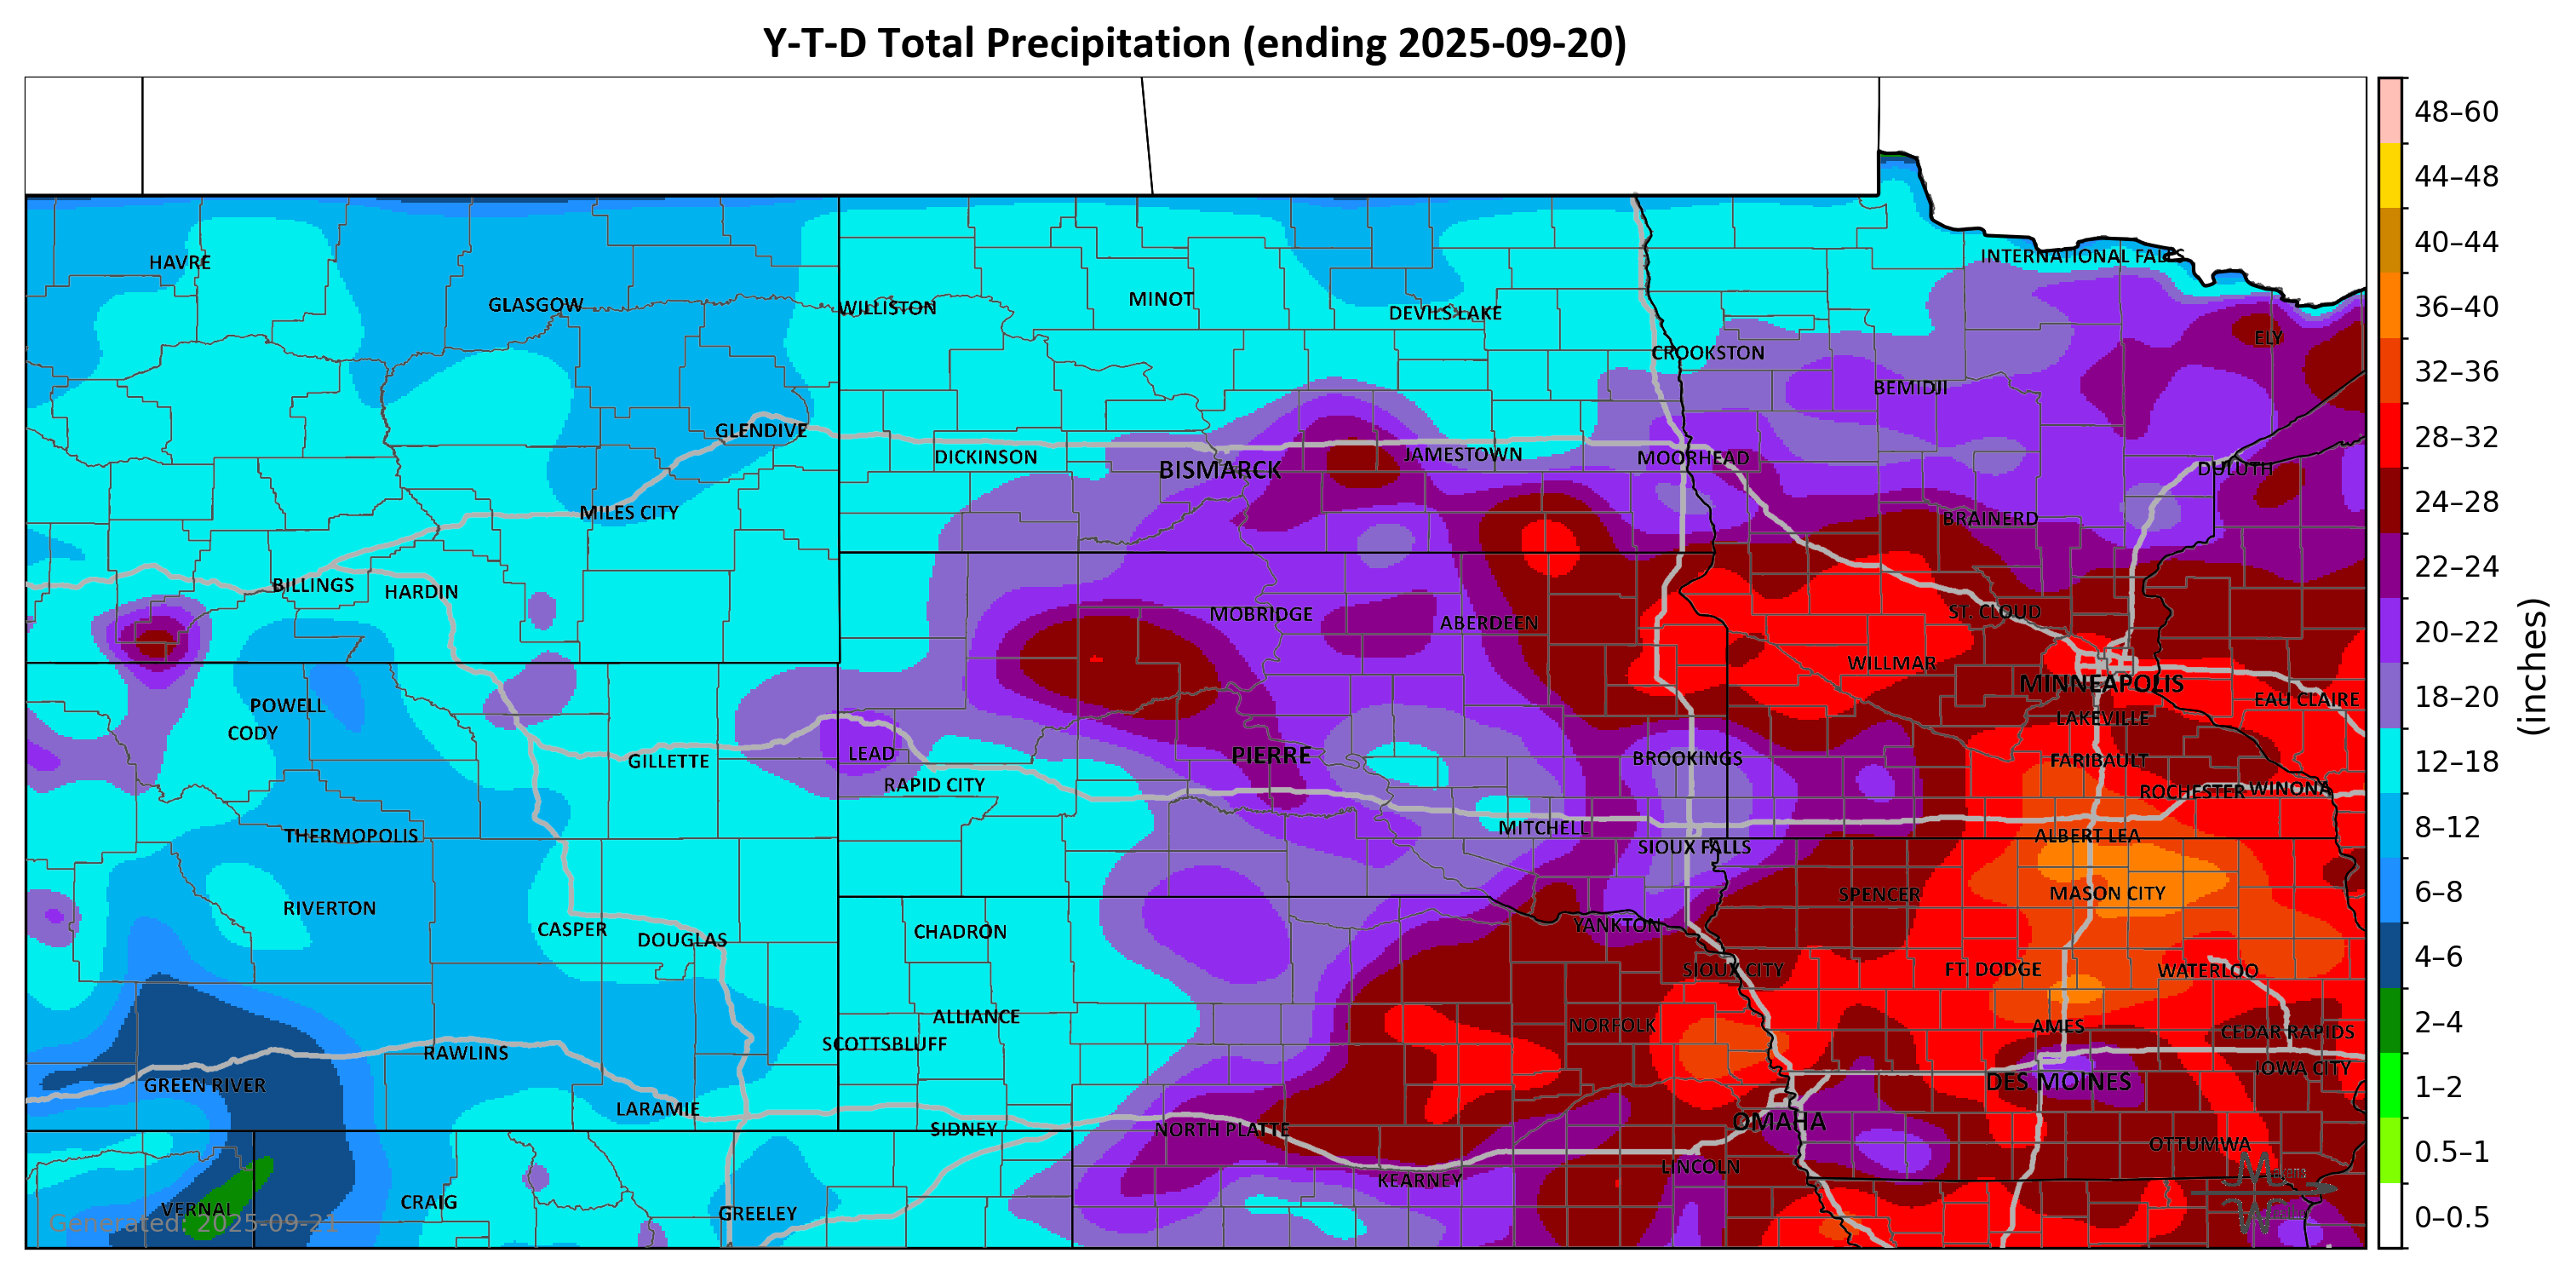 Y-T-D Total Precipitation (ending 2025-09-20)
48–60
44–48
40–44
36–40
32–36
28–32
24–28
22–24
20–22
18–20
12–18
8–12
6–8
4–6
2–4
1–2
0.5–1
0–0.5
(inches)
INTERNATIONAL FALLS
HAVRE
GLASGOW
WILLISTON
MINOT
DEVILS LAKE
ELY
CROOKSTON
BEMIDJI
GLENDIVE
DICKINSON
BISMARCK
JAMESTOWN
MOORHEAD
DULUTH
MILES CITY
BRAINERD
BILLINGS
HARDIN
MOBRIDGE
ABERDEEN
ST. CLOUD
WILLMAR
MINNEAPOLIS
EAU CLAIRE
POWELL
CODY
LAKEVILLE
LEAD
PIERRE
BROOKINGS
FARIBAULT
GILLETTE
RAPID CITY
ROCHESTER
WINONA
THERMOPOLIS
MITCHELL
ALBERT LEA
SIOUX FALLS
RIVERTON
SPENCER
MASON CITY
CASPER
DOUGLAS
CHADRON
YANKTON
SIOUX CITY
FT. DODGE
WATERLOO
ALLIANCE
NORFOLK
AMES
CEDAR RAPIDS
SCOTTSBLUFF
RAWLINS
IOWA CITY
GREEN RIVER
DES MOINES
LARAMIE
OMAHA
SIDNEY
NORTH PLATTE
OTTUMWA
LINCOLN
KEARNEY
CRAIG
VERNAL
GREELEY
Generated: 2025-09-21